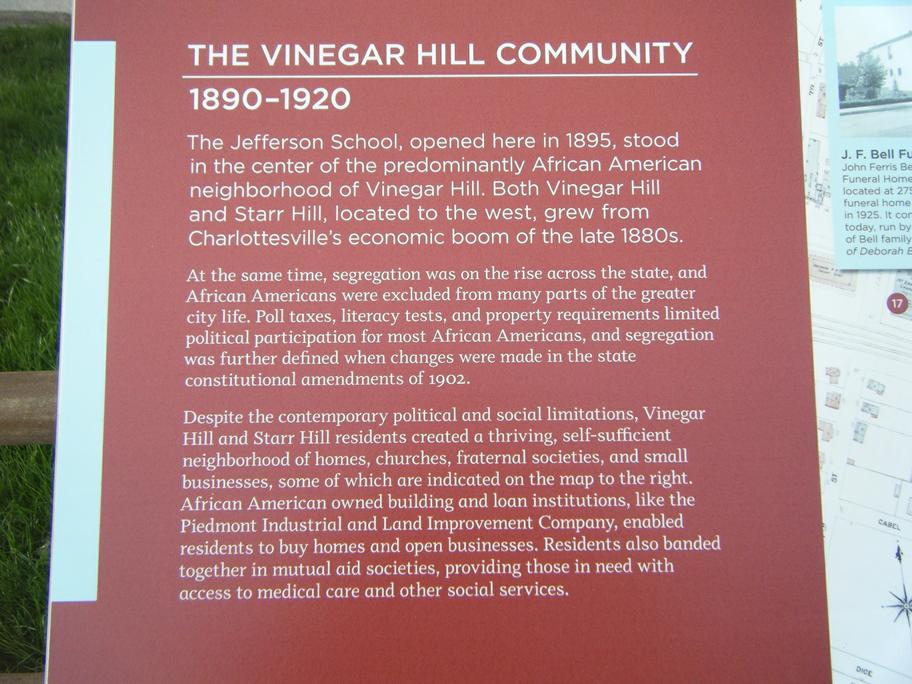 THE VINEGAR HILL COMMUNITY
1890–1920
The Jefferson School, opened here in 1895, stood
in the center of the predominantly African American
neighborhood of Vinegar Hill. Both Vinegar Hill
and Starr Hill, located to the west, grew from
Charlottesville's economic boom of the late 1880s.
At the same time, segregation was on the rise across the state, and
African Americans were excluded from many parts of the greater
city life. Poll taxes, literacy tests, and property requirements limited
political participation for most African Americans, and segregation
was further defined when changes were made in the state
constitutional amendments of 1902.
Despite the contemporary political and social limitations, Vinegar
Hill and Starr Hill residents created a thriving, self-sufficient
neighborhood of homes, churches, fraternal societies, and small
businesses, some of which are indicated on the map to the right.
African American owned building and loan institutions, like the
Piedmont Industrial and Land Improvement Company, enabled
residents to buy homes and open businesses. Residents also banded
together in mutual aid societies, providing those in need with
access to medical care and other social services.
J. F. Bell
John Ferris
Funeral Home
located at
funeral home
in 1925. It
today, run by
of Bell family
of Deborah
17
ST
CABEL
DICE